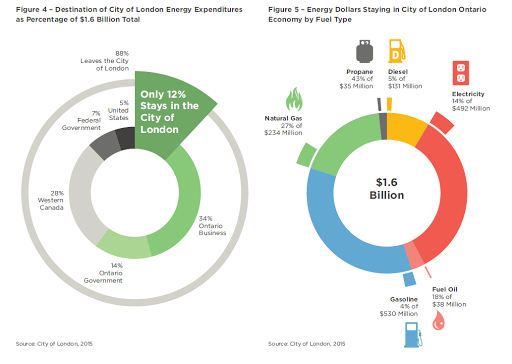 Figure 4 – Destination of City of London Energy Expenditures
as Percentage of $1.6 Billion Total
88%
Leaves the City
of London
Only 12%
Stays in the
City of
London
5%
United
States
7%
Federal
Government
28%
Western
Canada
34%
Ontario
Business
14%
Ontario
Government
Source: City of London, 2015
Figure 5 – Energy Dollars Staying in City of London Ontario
Economy by Fuel Type
Propane
43% of
$35 Million
Diesel
5% of
$131 Million
D
Electricity
14% of
$492 Million
Natural Gas
27% of
$234 Million
$1.6
Billion
Fuel Oil
18% of
$38 Million
Gasoline
4% of
$530 Million
Source: City of London, 2015